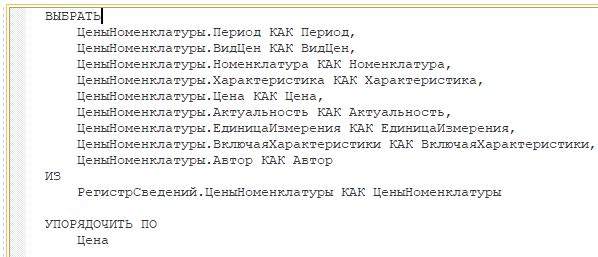 ВЫБРАТЬ
ЦеныНоменклатуры.Период КАК Период,
ЦеныНоменклатуры.ВидЦен КАК ВидЦен,
ЦеныНоменклатуры.Номенклатура КАК Номенклатура,
ЦеныНоменклатуры.Характеристика КАК Характеристика,
ЦеныНоменклатуры.Цена КАК Цена,
ЦеныНоменклатуры.Актуальность КАК Актуальность,
ЦеныНоменклатуры.ЕдиницаИзмерения КАК ЕдиницаИзмерения,
ЦеныНоменклатуры.ВключаяХарактеристики КАК ВключаяХарактеристики,
ЦеныНоменклатуры.Автор КАК Автор
ИЗ
РегистрСведений.ЦеныНоменклатуры КАК ЦеныНоменклатуры
УПОРЯДОЧИТЬ ПО
Цена